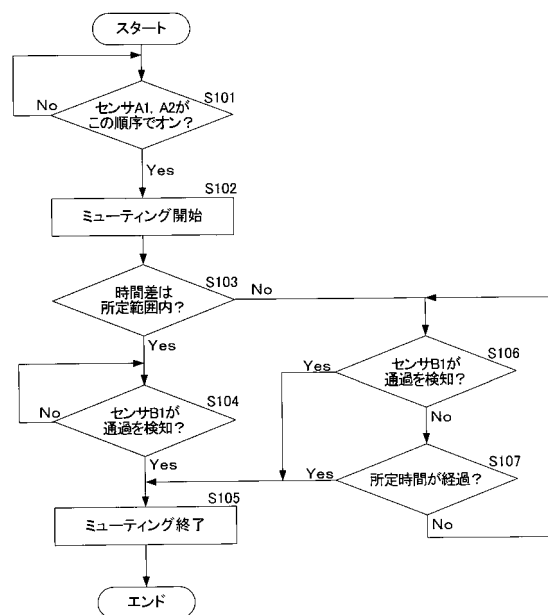 スタート
S101
センサA1，A2が
この順序でオン？
No
Yes
S102
ミューティング開始
S103
時間差は
所定範囲内？
No
Yes
S104
センサB1が
通過を検知？
No
Yes
S106
センサB1が
通過を検知？
Yes
No
S107
所定時間が経過？
Yes
No
S105
ミューティング終了
エンド